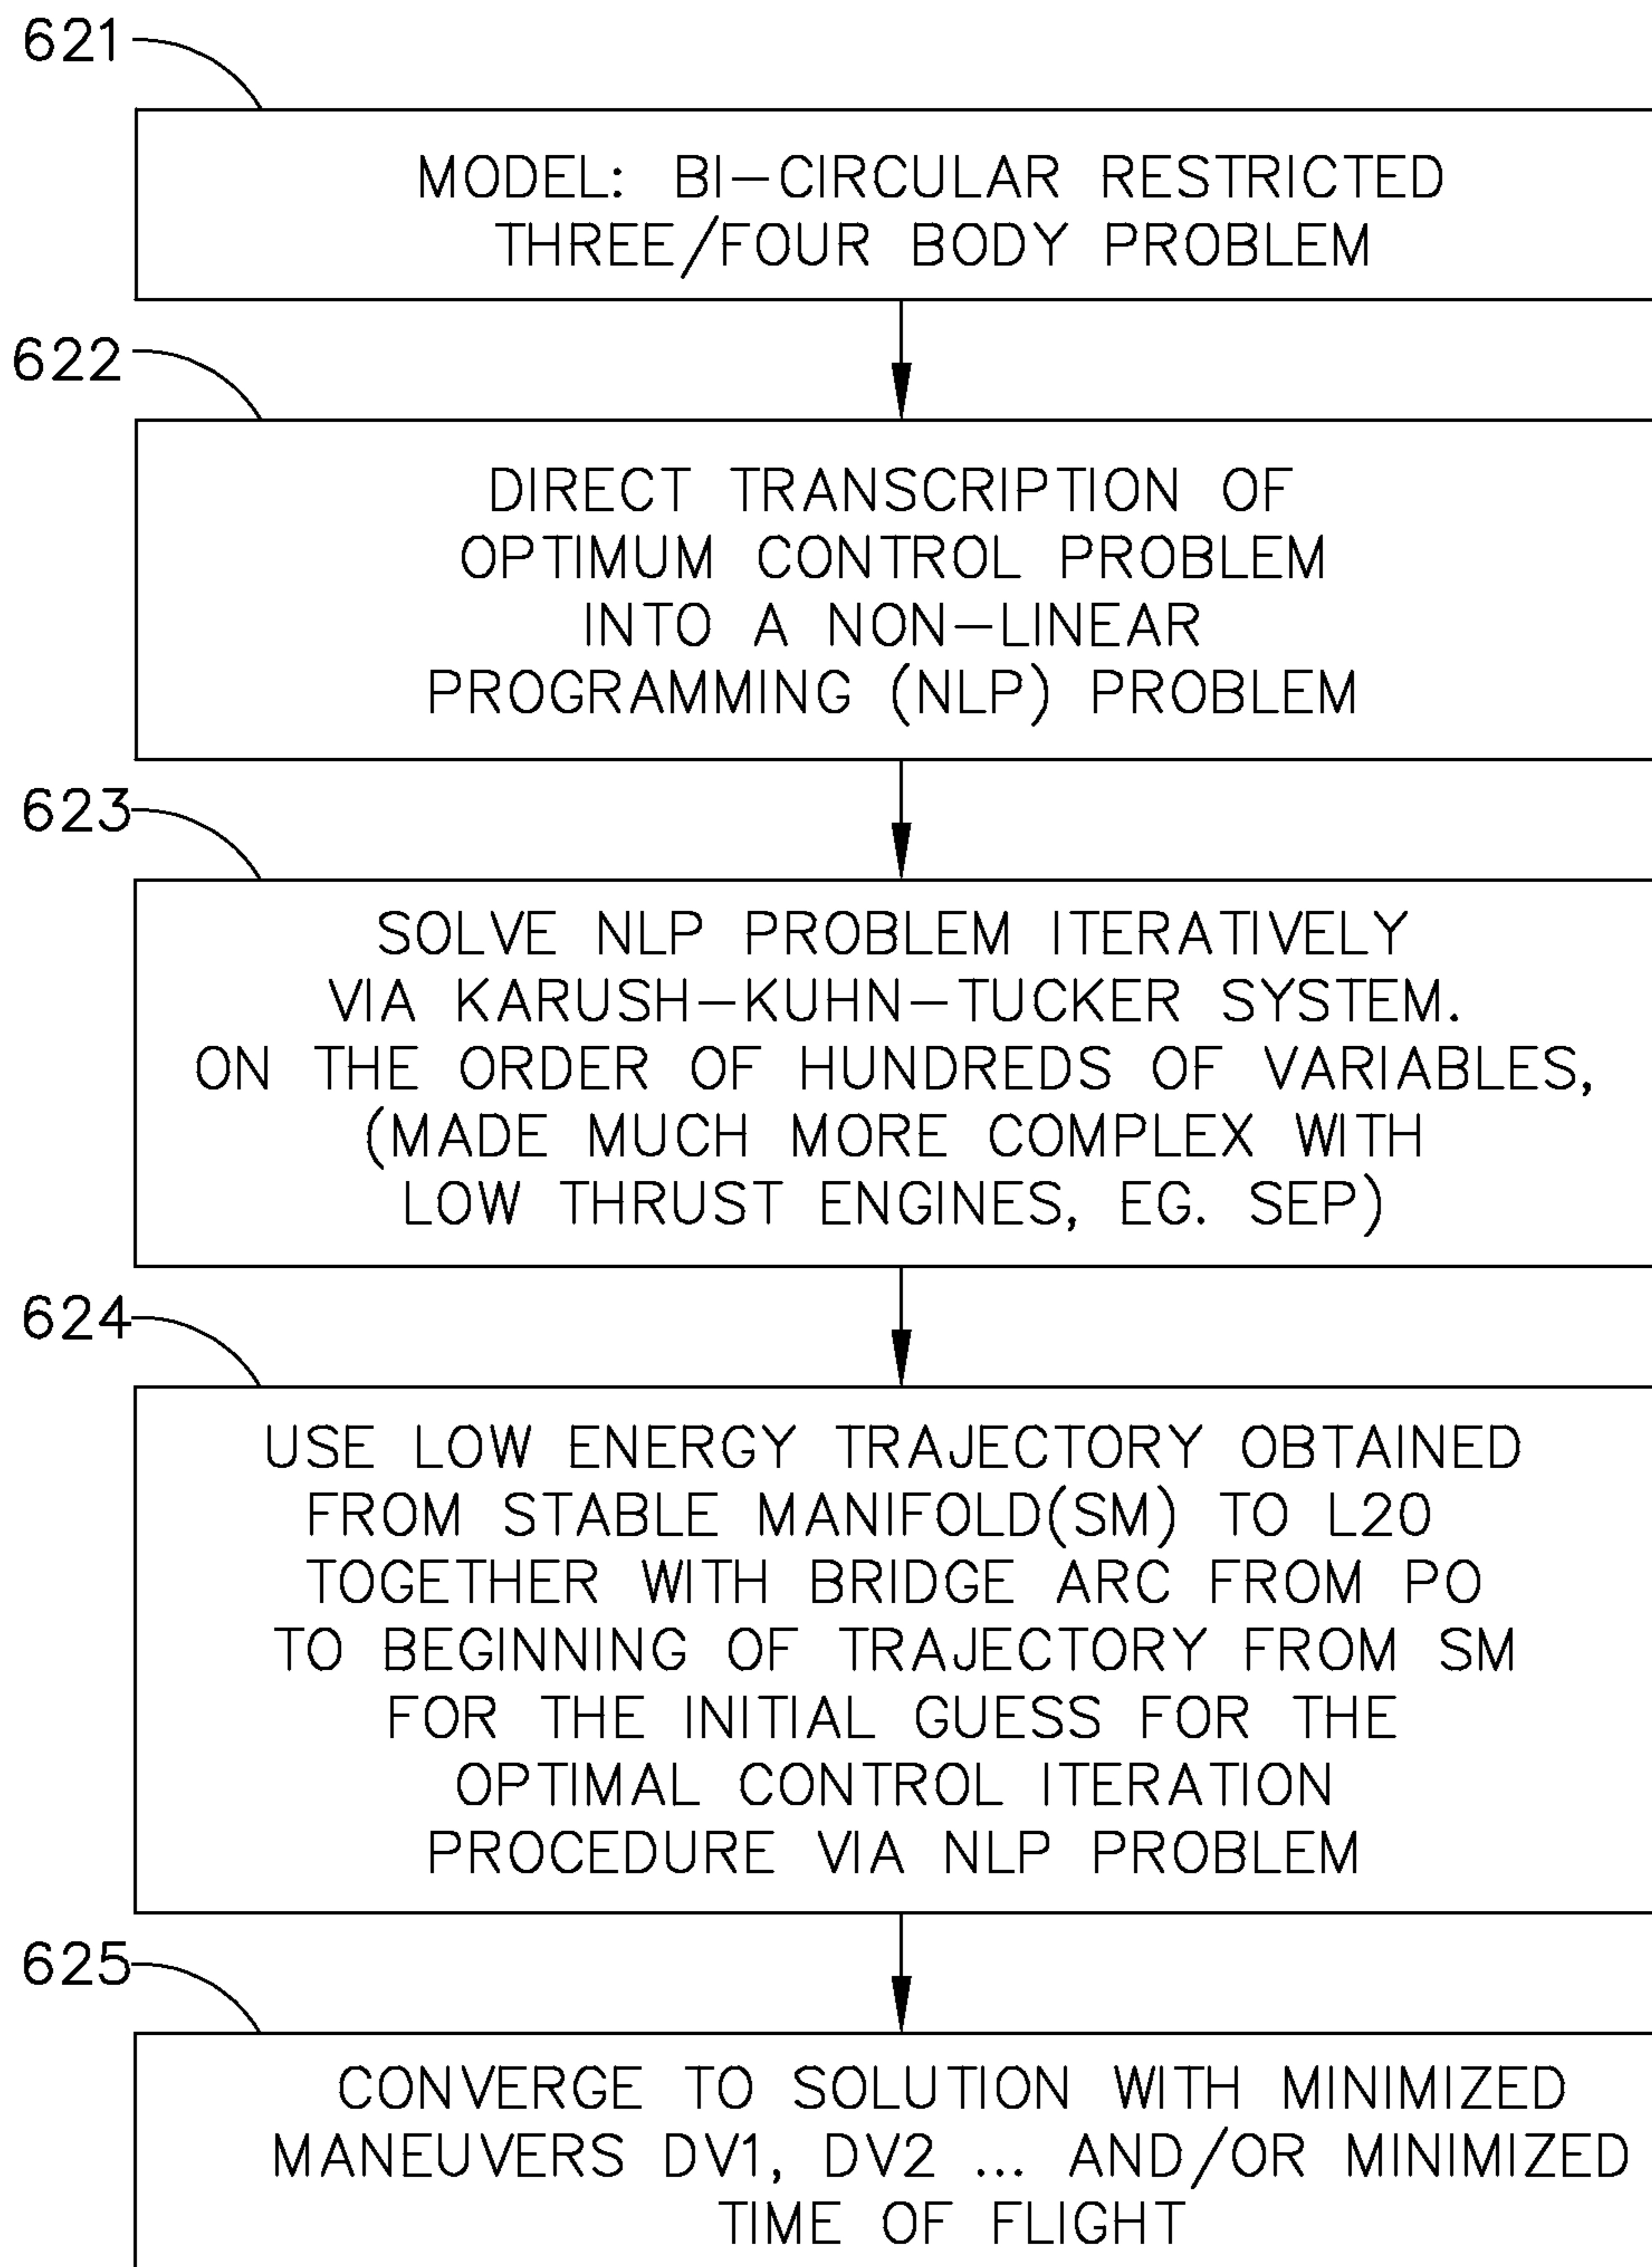 621
MODEL: BI-CIRCULAR RESTRICTED
THREE/FOUR BODY PROBLEM
622
DIRECT TRANSCRIPTION OF
OPTIMUM CONTROL PROBLEM
INTO A NON-LINEAR
PROGRAMMING (NLP) PROBLEM
623
SOLVE NLP PROBLEM ITERATIVELY
VIA KARUSH-KUHN-TUCKER SYSTEM.
ON THE ORDER OF HUNDREDS OF VARIABLES,
(MADE MUCH MORE COMPLEX WITH
LOW THRUST ENGINES, EG. SEP)
624
USE LOW ENERGY TRAJECTORY OBTAINED
FROM STABLE MANIFOLD(SM) TO L2O
TOGETHER WITH BRIDGE ARC FROM PO
TO BEGINNING OF TRAJECTORY FROM SM
FOR THE INITIAL GUESS FOR THE
OPTIMAL CONTROL ITERATION
PROCEDURE VIA NLP PROBLEM
625
CONVERGE TO SOLUTION WITH MINIMIZED
MANEUVERS DV1, DV2 ... AND/OR MINIMIZED
TIME OF FLIGHT